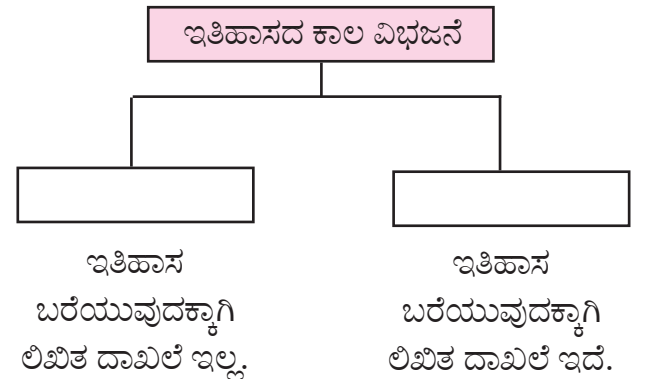 ಇತಿಹಾಸದ ಕಾಲ ವಿಭಜನೆ
ಇತಿಹಾಸ
ಬರೆಯುವುದಕ್ಕಾಗಿ
ಲಿಖಿತ ದಾಖಲೆ ಇಲ್ಲ.
ಇತಿಹಾಸ
ಬರೆಯುವುದಕ್ಕಾಗಿ
ಲಿಖಿತ ದಾಖಲೆ ಇದೆ.